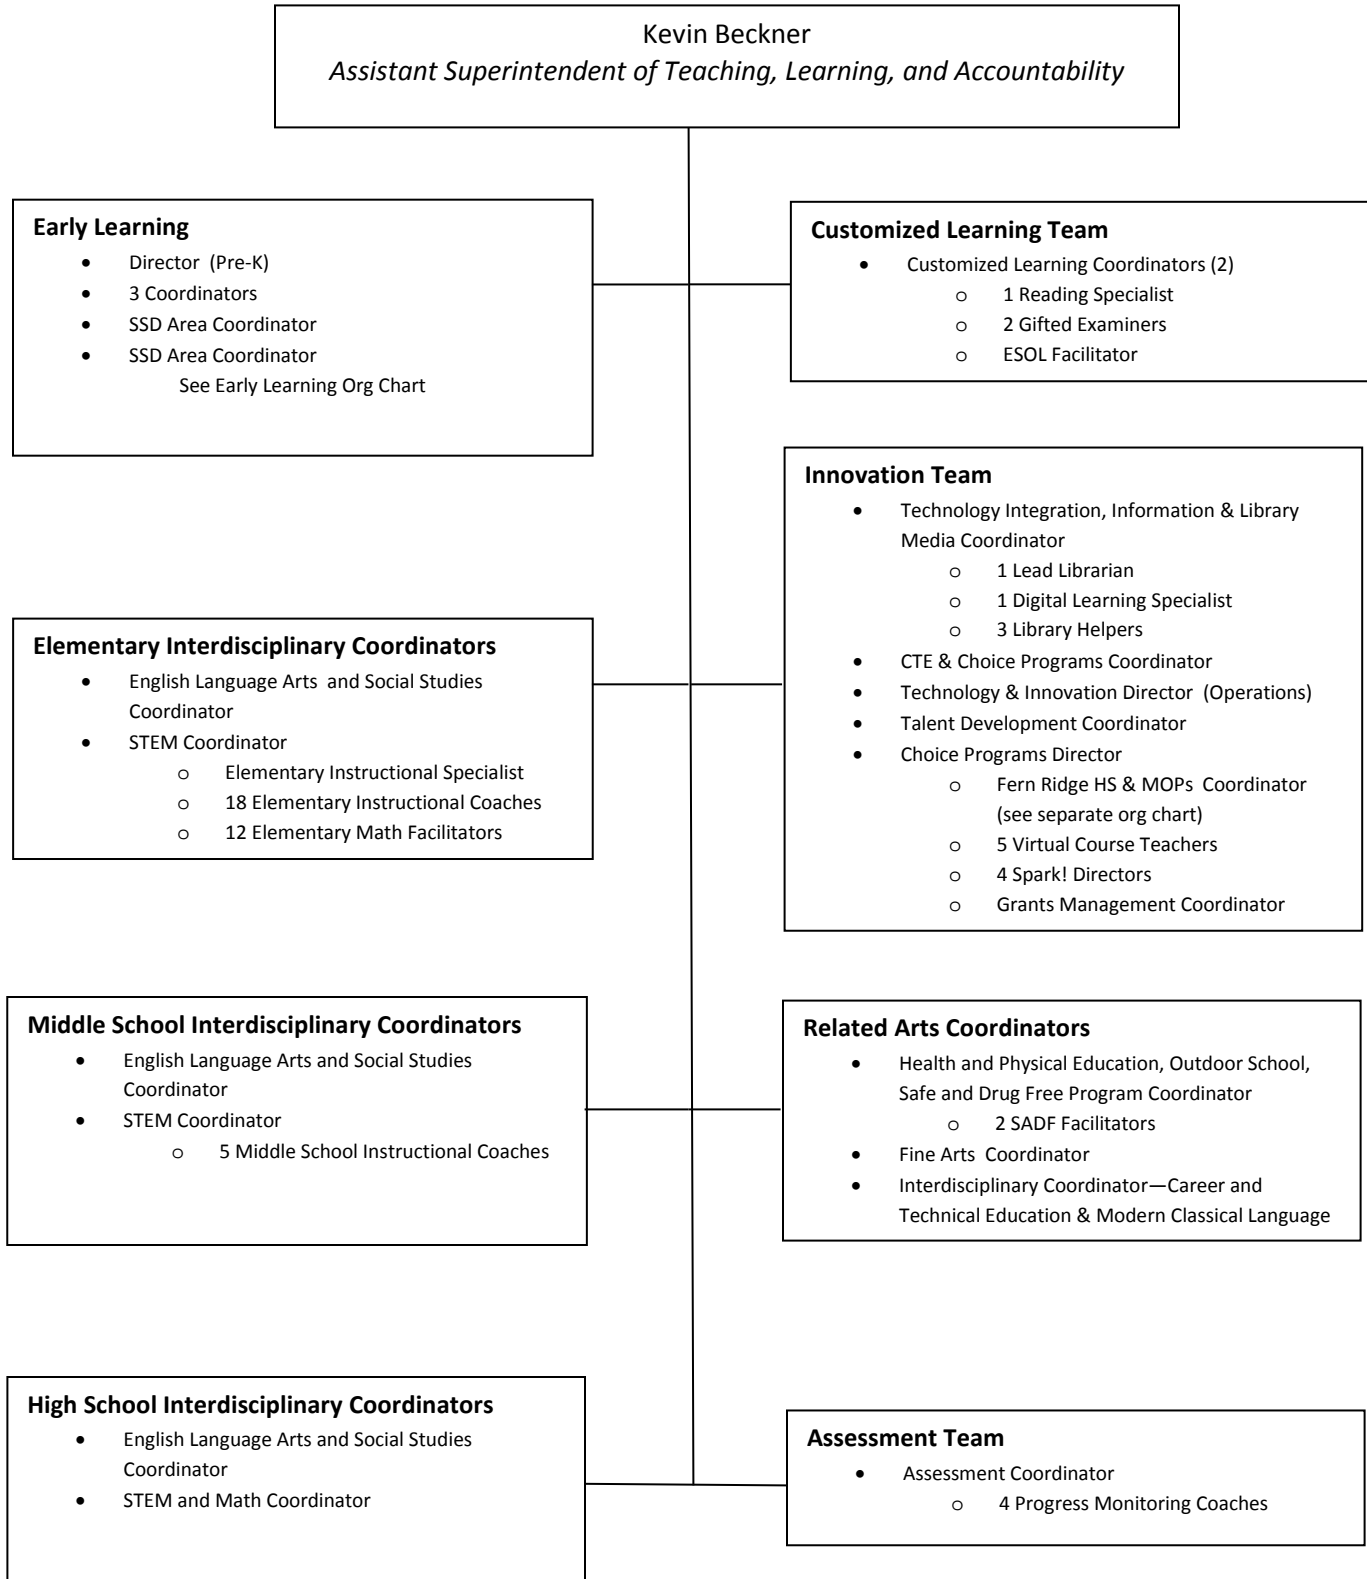 Kevin Beckner
Assistant Superintendent of Teaching, Learning, and Accountability
Early Learning
• Director (Pre-K)
• 3 Coordinators
• SSD Area Coordinator
• SSD Area Coordinator
See Early Learning Org Chart
Customized Learning Team
• Customized Learning Coordinators (2)
o 1 Reading Specialist
o 2 Gifted Examiners
o ESOL Facilitator
Elementary Interdisciplinary Coordinators
• English Language Arts and Social Studies
Coordinator
• STEM Coordinator
o Elementary Instructional Specialist
o 18 Elementary Instructional Coaches
o 12 Elementary Math Facilitators
Innovation Team
• Technology Integration, Information & Library
Media Coordinator
o 1 Lead Librarian
o 1 Digital Learning Specialist
o 3 Library Helpers
• CTE & Choice Programs Coordinator
• Technology & Innovation Director (Operations)
• Talent Development Coordinator
• Choice Programs Director
o Fern Ridge HS & MOPs Coordinator
(see separate org chart)
o 5 Virtual Course Teachers
o 4 Spark! Directors
o Grants Management Coordinator
Middle School Interdisciplinary Coordinators
• English Language Arts and Social Studies
Coordinator
• STEM Coordinator
o 5 Middle School Instructional Coaches
Related Arts Coordinators
• Health and Physical Education, Outdoor School,
Safe and Drug Free Program Coordinator
o 2 SADF Facilitators
• Fine Arts Coordinator
• Interdisciplinary Coordinator—Career and
Technical Education & Modern Classical Language
High School Interdisciplinary Coordinators
• English Language Arts and Social Studies
Coordinator
• STEM and Math Coordinator
Assessment Team
• Assessment Coordinator
o 4 Progress Monitoring Coaches